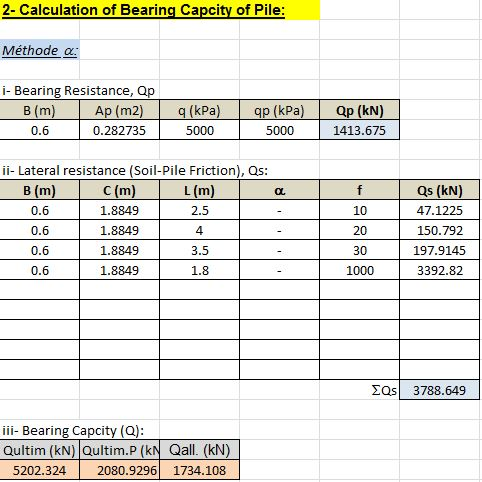 2- Calculation of Bearing Capcity of Pile:
Méthode α:
i- Bearing Resistance, Qp
B (m) Ap (m2) q (kPa) qp (kPa) Qp (kN)
0.6 0.282735 5000 5000 1413.675
ii- Lateral resistance (Soil-Pile Friction), Qs:
B (m) C (m) L (m) α f Qs (kN)
0.6 1.8849 2.5 - 10 47.1225
0.6 1.8849 4 - 20 150.792
0.6 1.8849 3.5 - 30 197.9145
0.6 1.8849 1.8 - 1000 3392.82
ΣQs 3788.649
iii- Bearing Capcity (Q):
Qultim (kN) Qultim.P (kN Qall. (kN)
5202.324 2080.9296 1734.108